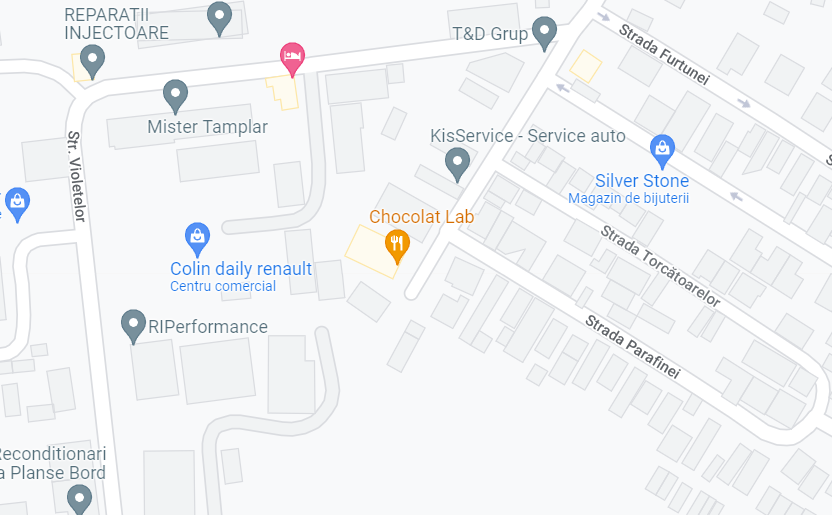 REPARATII
INJECTOARE
T&D Grup
Strada Furtunei
Mister Tamplar
KisService - Service auto
Str. Violetelor
Silver Stone
Magazin de bijuterii
Chocolat Lab
Strada Torcătoarelor
Colin daily renault
Centru comercial
RIPerformance
Strada Parafinei
Reconditionari
a Planse Bord